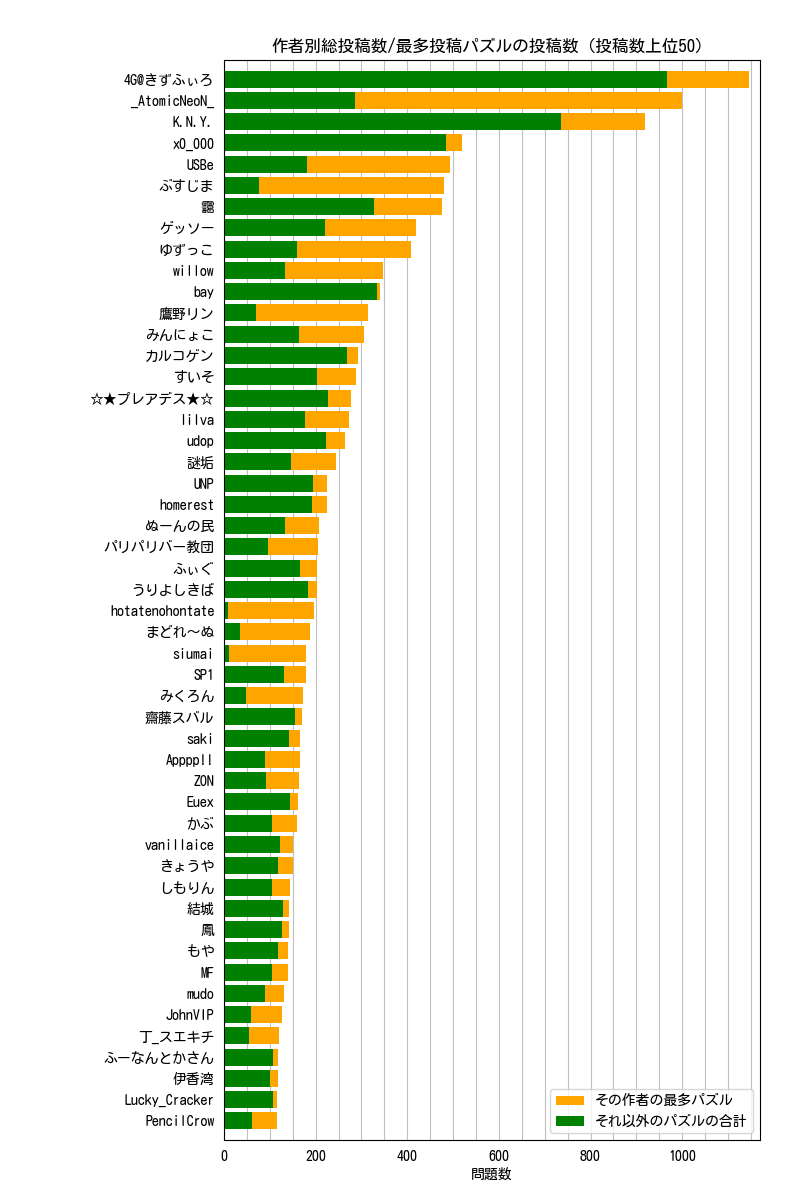 作者別総投稿数/最多投稿パズルの投稿数 (投稿数上位50)
4G@きずふぃろ
_AtomicNeoN_
K.N.Y.
x0_000
USBe
ぶすじま
ゲッソー
ゆずっこ
willow
bay
鷹野リン
みんにょこ
カルコゲン
すいそ
☆★プレアデス★☆
lilva
udop
謎垢
UNP
homerest
ぬーんの民
パリパリバー教団
ふぃぐ
うりよしきば
hotatenohontate
まどれ〜ぬ
siumai
SP1
みくろん
齋藤スバル
saki
ZON
Euex
かぶ
vanillaice
きょうや
しもりん
結城
鳳
もや
MF
mudo
JohnVIP
丁_スエキチ
ふーなんとかさん
伊香湾
Lucky_Cracker
PencilCrow
その作者の最多パズル
それ以外のパズルの合計
0 200 400 600 800 1000
問題数